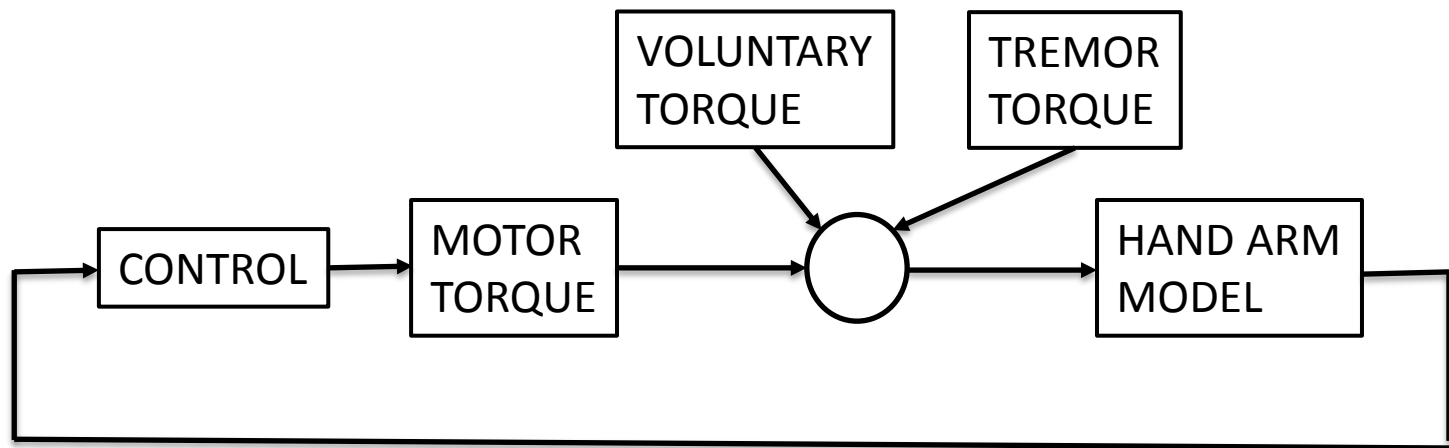 VOLUNTARY
TORQUE
TREMOR
TORQUE
CONTROL
MOTOR
TORQUE
HAND ARM
MODEL